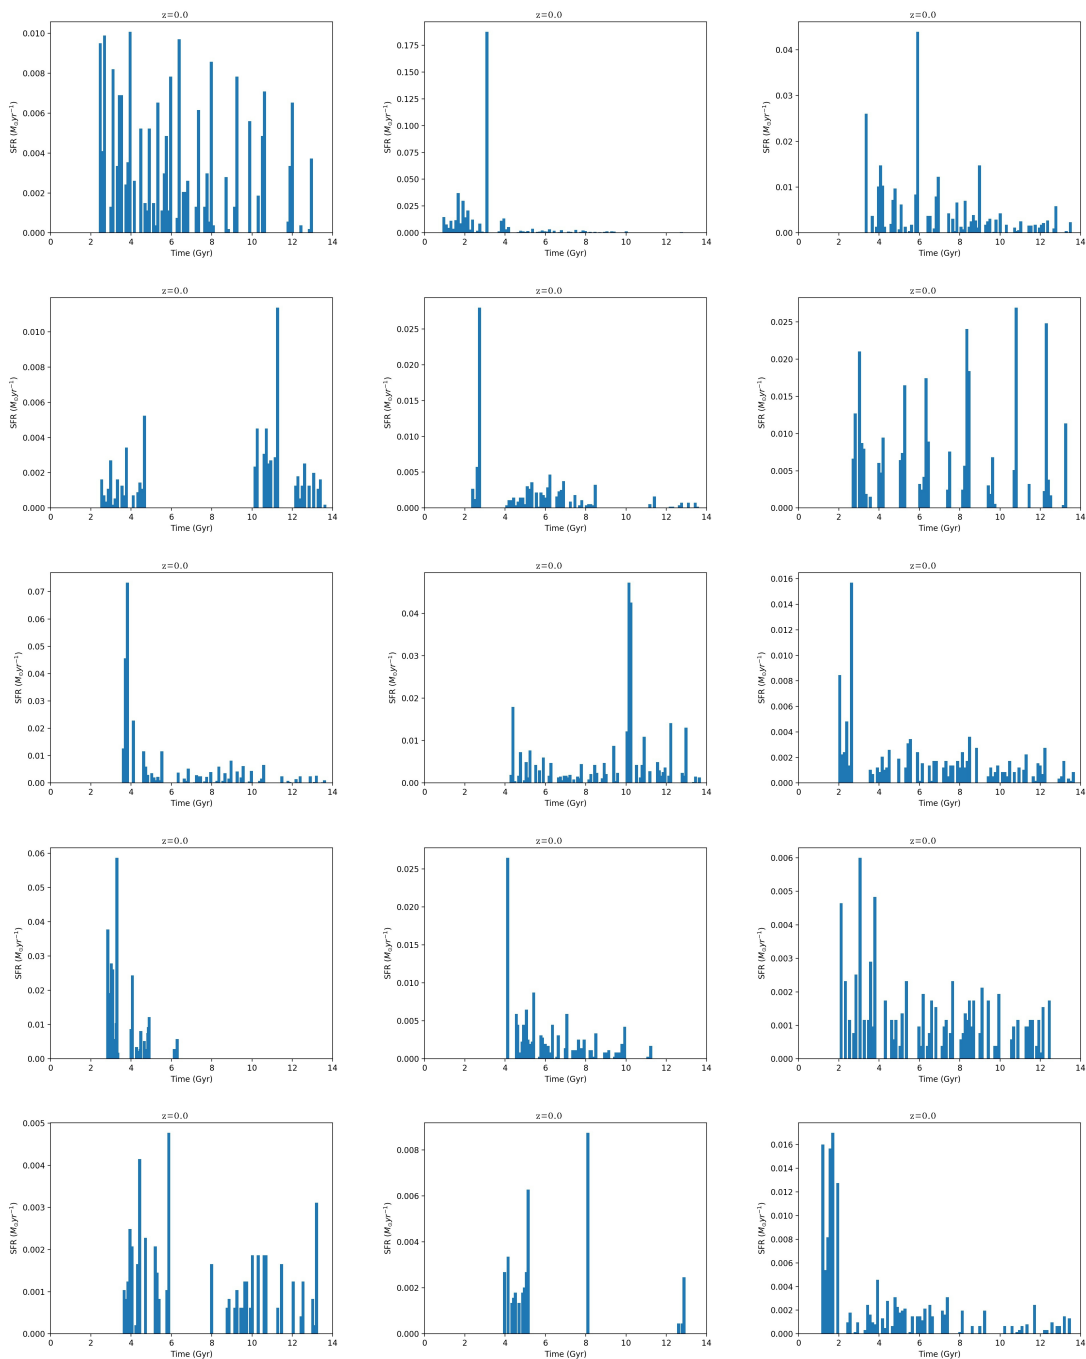 z=0.0 z=0.0 z=0.0
0.010 0.175 0.04
0.008 0.150 0.03
0.006 0.125 0.02
0.004 0.100 0.01
0.002 0.075 0.00
0.000 0.050
0.025
0.000
SFR (M⊙yr⁻¹) SFR (M⊙yr⁻¹) SFR (M⊙yr⁻¹)
0 2 4 6 8 10 12 14 0 2 4 6 8 10 12 14 0 2 4 6 8 10 12 14
Time (Gyr) Time (Gyr) Time (Gyr)
z=0.0 z=0.0 z=0.0
0.010 0.025 0.025
0.008 0.020 0.020
0.006 0.015 0.015
0.004 0.010 0.010
0.002 0.005 0.005
0.000 0.000 0.000
SFR (M⊙yr⁻¹) SFR (M⊙yr⁻¹) SFR (M⊙yr⁻¹)
0 2 4 6 8 10 12 14 0 2 4 6 8 10 12 14 0 2 4 6 8 10 12 14
Time (Gyr) Time (Gyr) Time (Gyr)
z=0.0 z=0.0 z=0.0
0.07 0.04 0.016
0.06 0.03 0.014
0.05 0.02 0.012
0.04 0.01 0.010
0.03 0.00 0.008
0.02 0.006
0.01 0.004
0.00 0.002
0.000
SFR (M⊙yr⁻¹) SFR (M⊙yr⁻¹) SFR (M⊙yr⁻¹)
0 2 4 6 8 10 12 14 0 2 4 6 8 10 12 14 0 2 4 6 8 10 12 14
Time (Gyr) Time (Gyr) Time (Gyr)
z=0.0 z=0.0 z=0.0
0.06 0.025 0.006
0.05 0.020 0.005
0.04 0.015 0.004
0.03 0.010 0.003
0.02 0.005 0.002
0.01 0.000 0.001
0.00 0.000
SFR (M⊙yr⁻¹) SFR (M⊙yr⁻¹) SFR (M⊙yr⁻¹)
0 2 4 6 8 10 12 14 0 2 4 6 8 10 12 14 0 2 4 6 8 10 12 14
Time (Gyr) Time (Gyr) Time (Gyr)
z=0.0 z=0.0 z=0.0
0.005 0.008 0.016
0.004 0.006 0.014
0.003 0.004 0.012
0.002 0.002 0.010
0.001 0.000 0.008
0.000 0.006
0.004
0.002
0.000
SFR (M⊙yr⁻¹) SFR (M⊙yr⁻¹) SFR (M⊙yr⁻¹)
0 2 4 6 8 10 12 14 0 2 4 6 8 10 12 14 0 2 4 6 8 10 12 14
Time (Gyr) Time (Gyr) Time (Gyr)